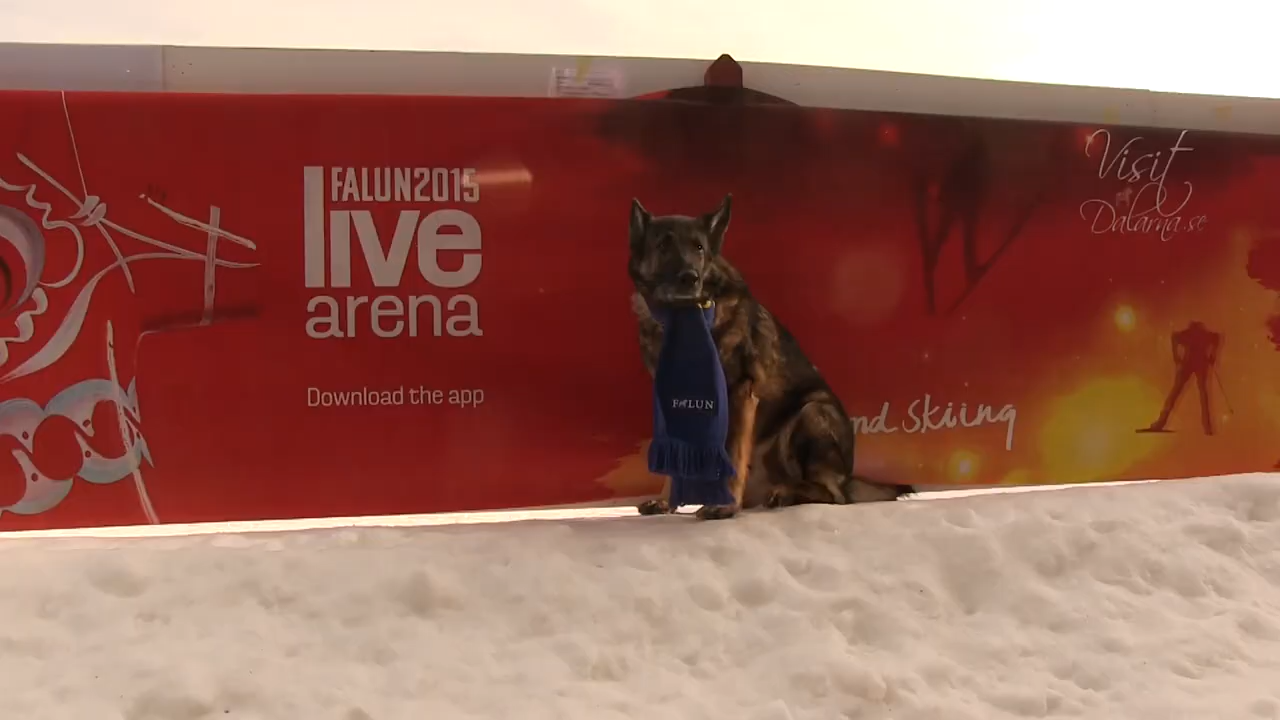 FALUN2015
live
arena
Download the app
Visit
Dalarna.se
nd Skiing
FALUN